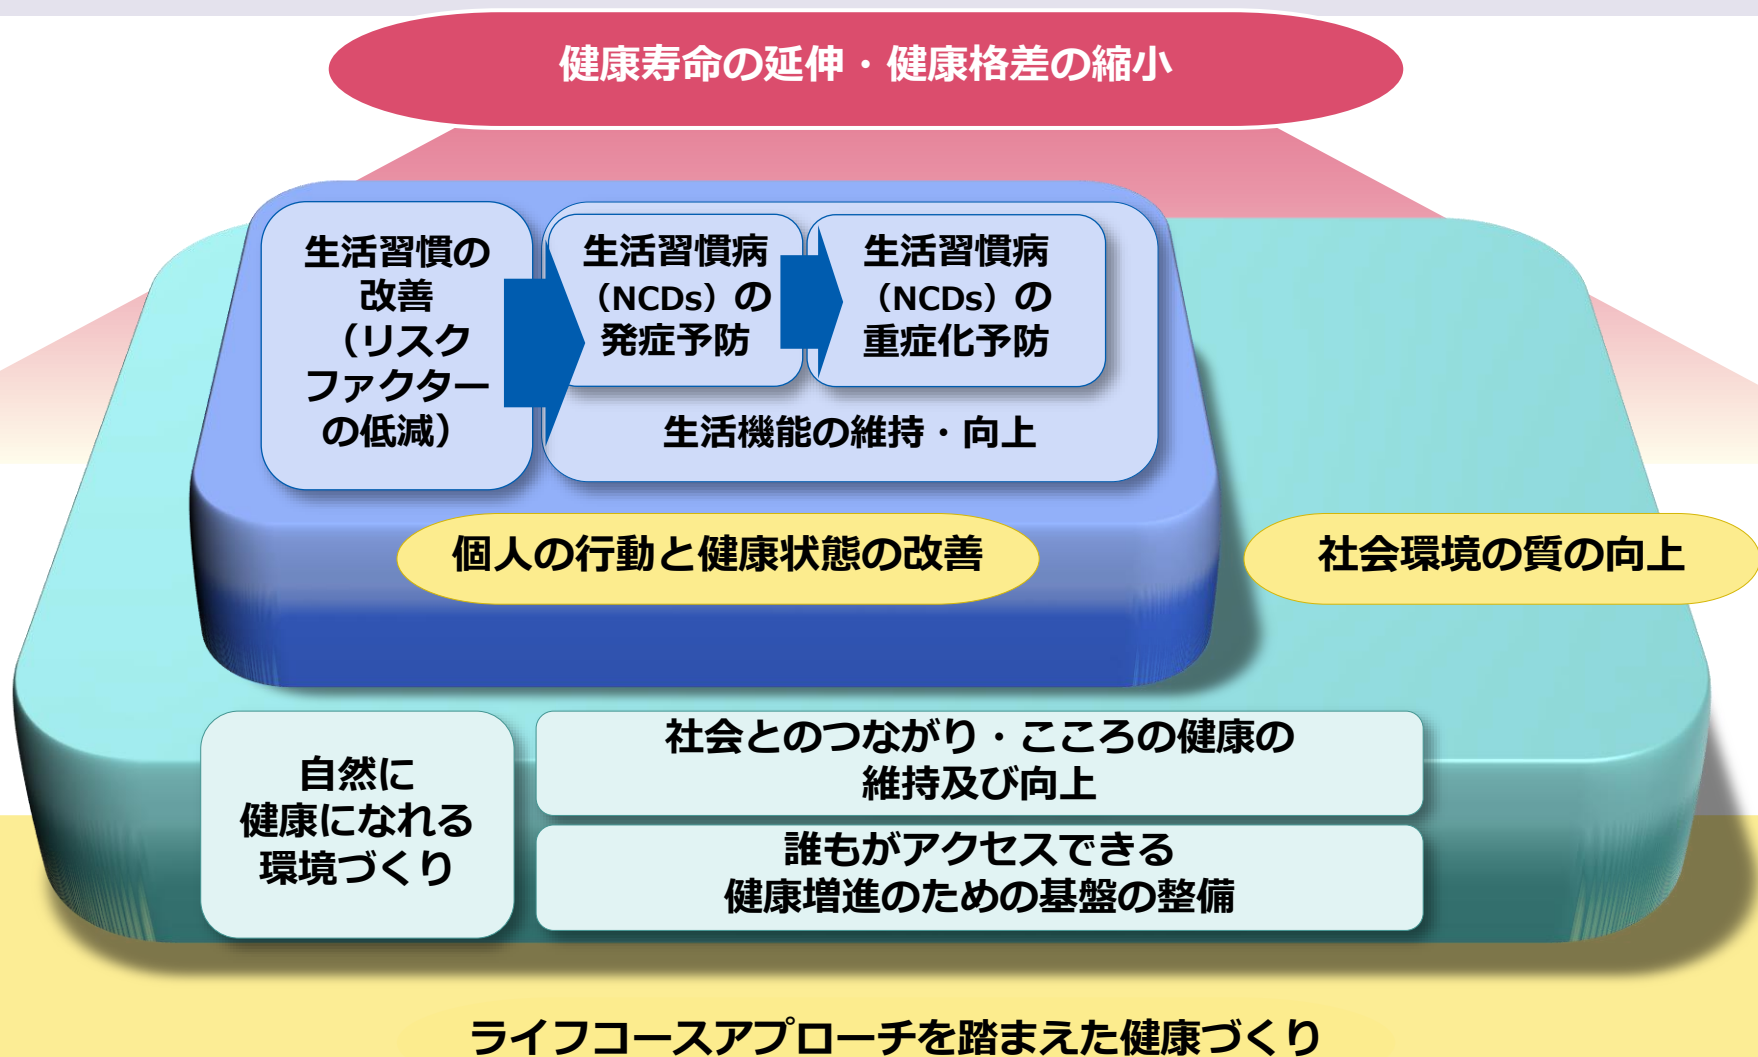 健康寿命の延伸・健康格差の縮小
生活習慣の
改善
（リスク
ファクター
の低減）
生活習慣病
（NCDs）の
発症予防
生活習慣病
（NCDs）の
重症化予防
生活機能の維持・向上
個人の行動と健康状態の改善
社会環境の質の向上
自然に
健康になれる
環境づくり
社会とのつながり・こころの健康の
維持及び向上
誰もがアクセスできる
健康増進のための基盤の整備
ライフコースアプローチを踏まえた健康づくり